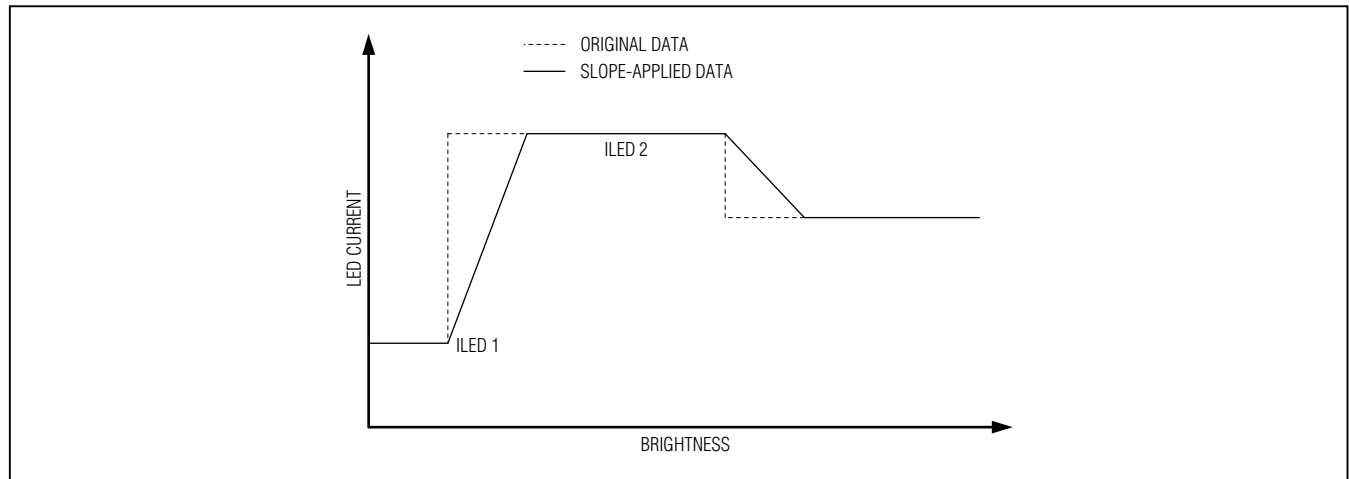 ORIGINAL DATA
SLOPE-APPLIED DATA
ILED 2
LED CURRENT
ILED 1
BRIGHTNESS